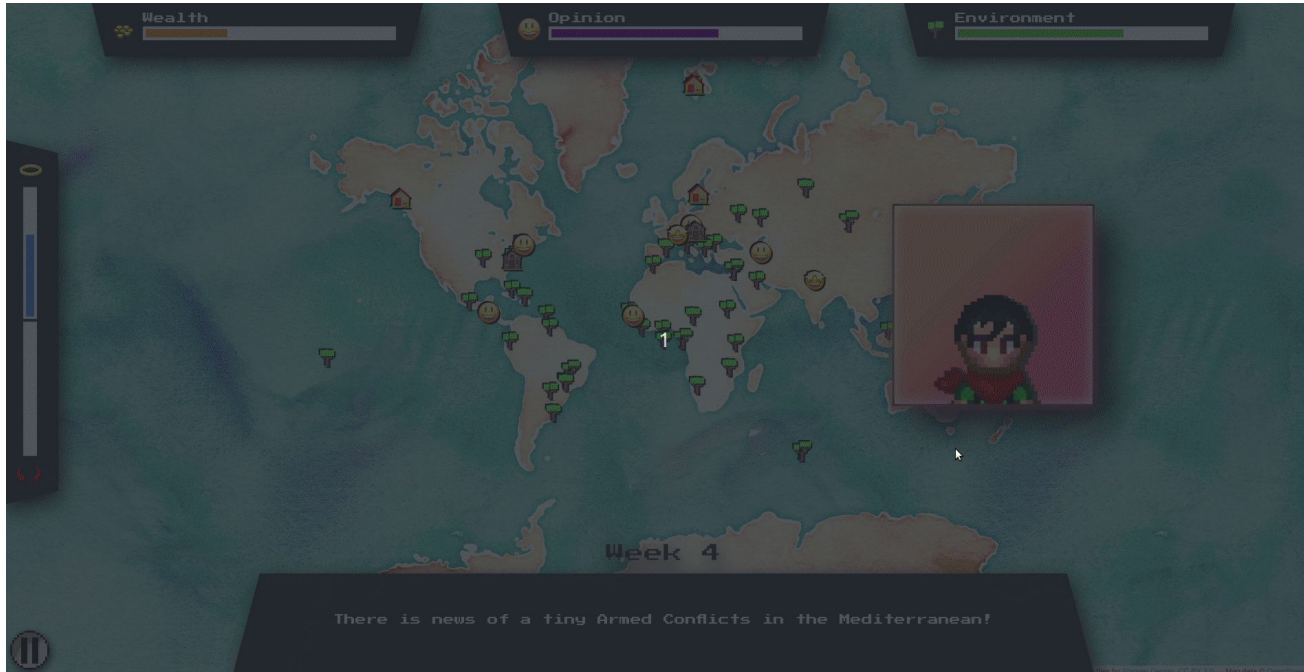 Wealth
Opinion
Environment
1
Week 4
There is news of a tiny Armed Conflicts in the Mediterranean!